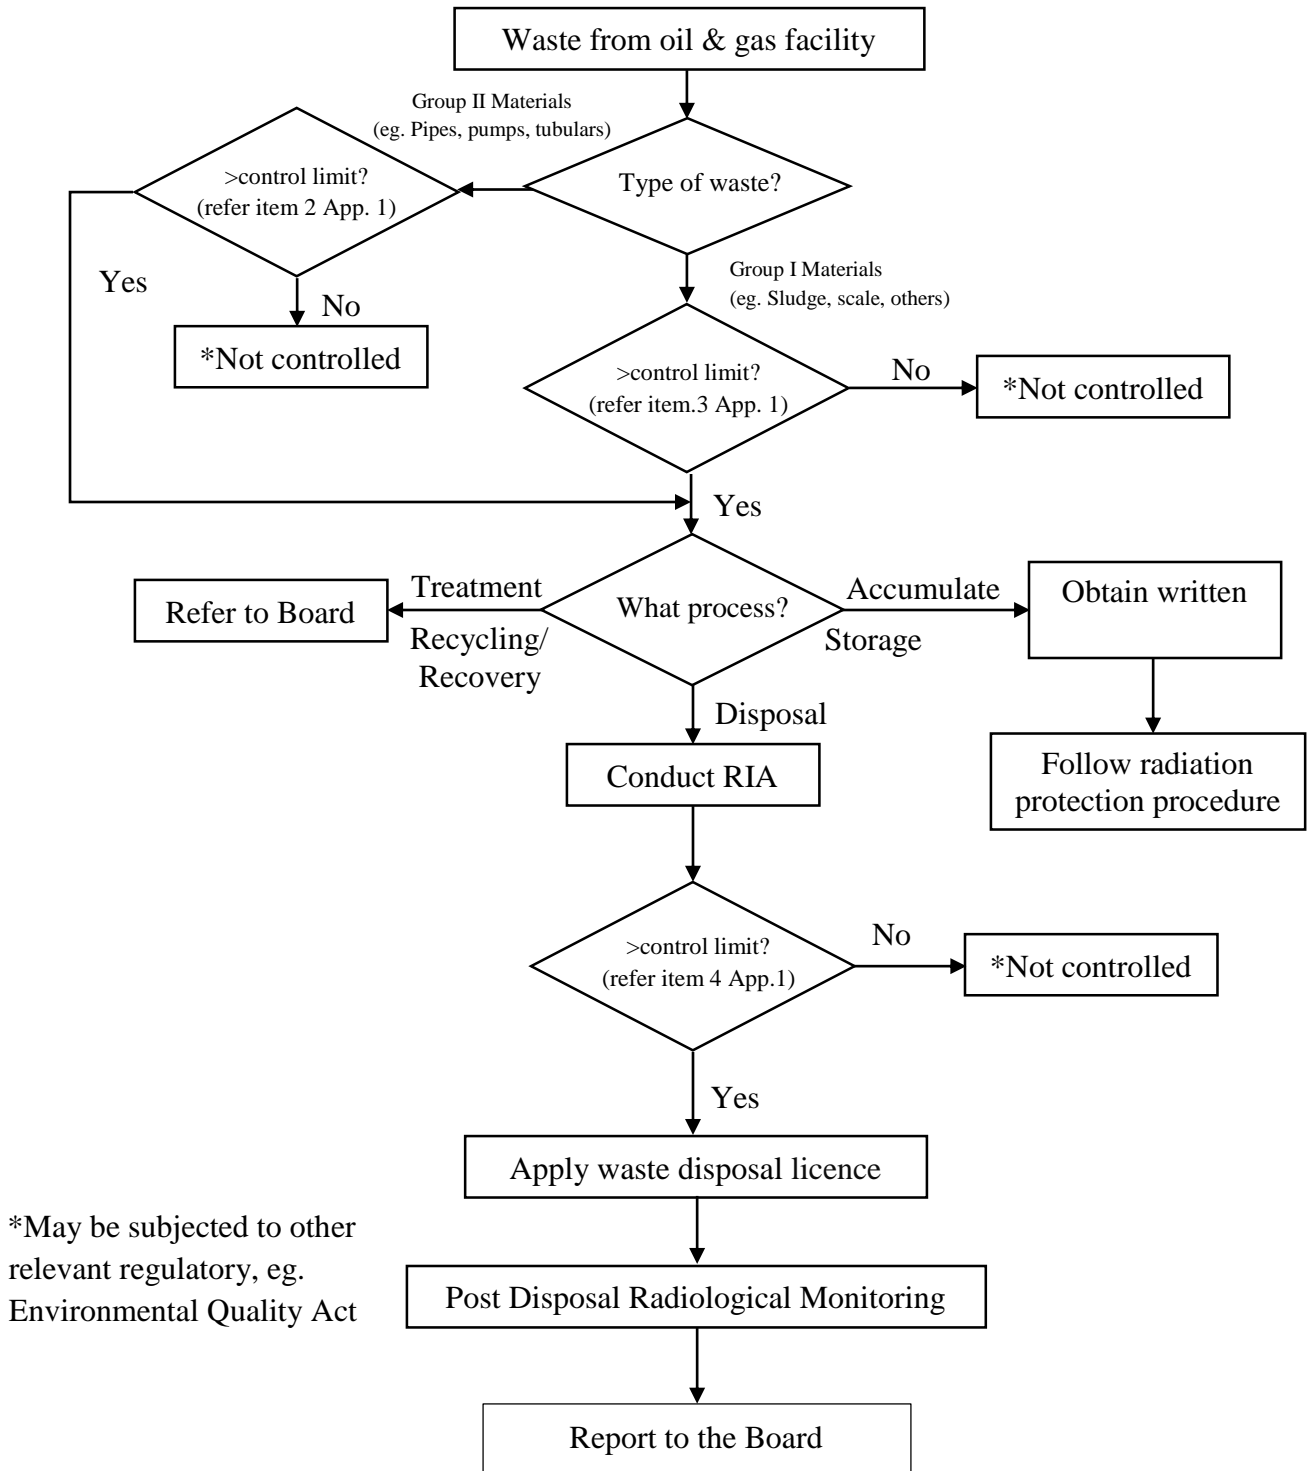 Waste from oil & gas facility
Group II Materials
(eg. Pipes, pumps, tubulars)
Type of waste?
>control limit?
(refer item 2 App. 1)
Yes
No
*Not controlled
Group I Materials
(eg. Sludge, scale, others)
>control limit?
(refer item.3 App. 1)
No
*Not controlled
Yes
What process?
Treatment
Recycling/
Recovery
Refer to Board
Accumulate
Storage
Obtain written
Follow radiation
protection procedure
Disposal
Conduct RIA
>control limit?
(refer item 4 App.1)
No
*Not controlled
Yes
Apply waste disposal licence
*May be subjected to other
relevant regulatory, eg.
Environmental Quality Act
Post Disposal Radiological Monitoring
Report to the Board